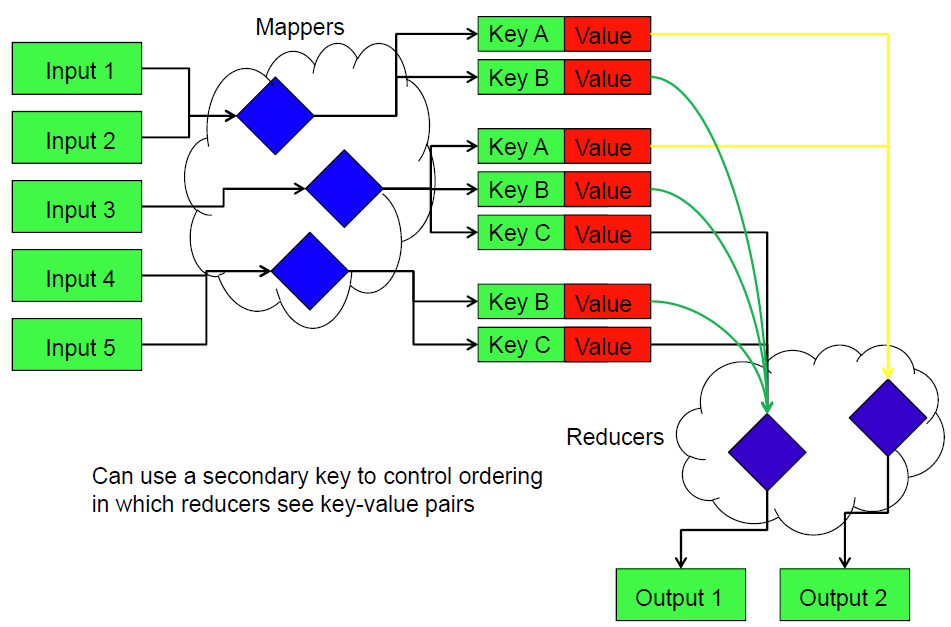 Mappers
Input 1
Input 2
Input 3
Input 4
Input 5
Key A Value
Key B Value
Key A Value
Key B Value
Key C Value
Key B Value
Key C Value
Reducers
Can use a secondary key to control ordering
in which reducers see key-value pairs
Output 1
Output 2